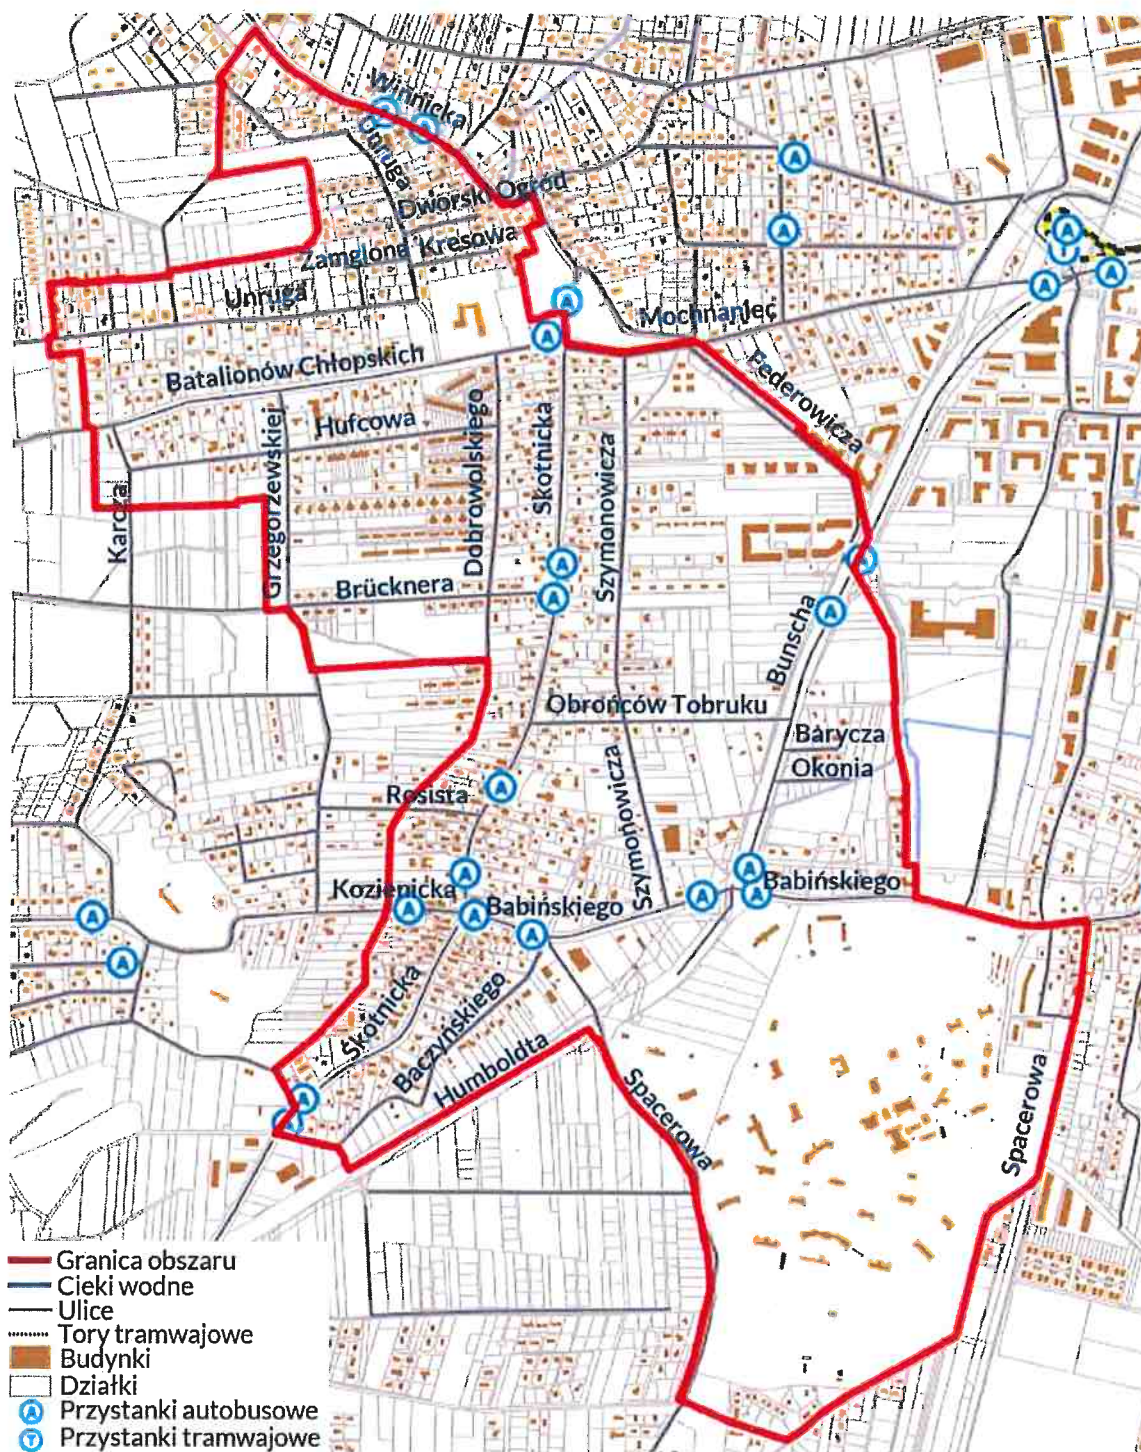 Winnicka
Unruga
Dworski Ogród
Zamglona
Kresowa
Unruga
Mochnaniec
Batalionów Chłopskich
Federowicza
Hufcowa
Dobrowolskiego
Skotnicka
Szymonowicza
Grzegorzewskiej
Karcza
Brücknera
Bunscha
Obrońców Tobruku
Barycza
Okonia
Rosista
Szymonowicza
Kozienicka
Babińskiego
Babińskiego
Skotnicka
Baczyńskiego
Humboldta
Spacerowa
Spacerowa
Granica obszaru
Cieki wodne
Ulice
Tory tramwajowe
Budynki
Działki
A Przystanki autobusowe
T Przystanki tramwajowe